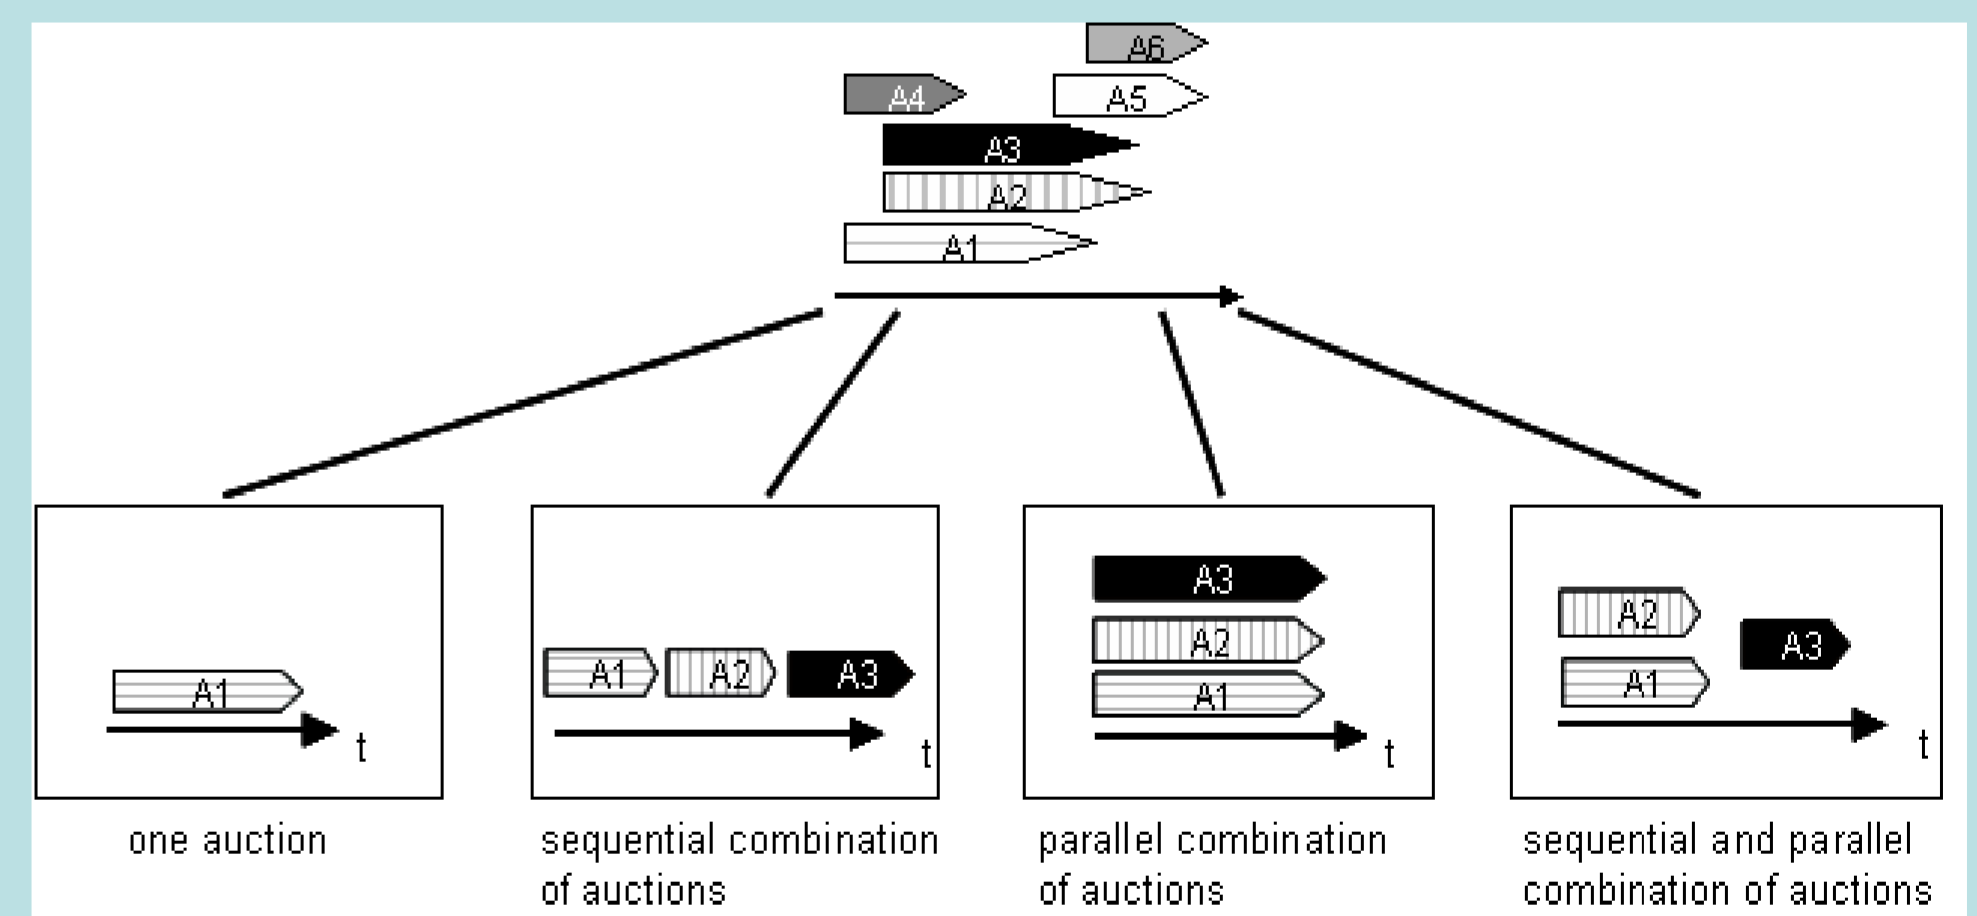 A6
A4 A5
A3
A2
A1
A1
t
A1 A2 A3
t
A3
A2
A1
t
A2
A3
A1
t
one auction
sequential combination
of auctions
parallel combination
of auctions
sequential and parallel
combination of auctions